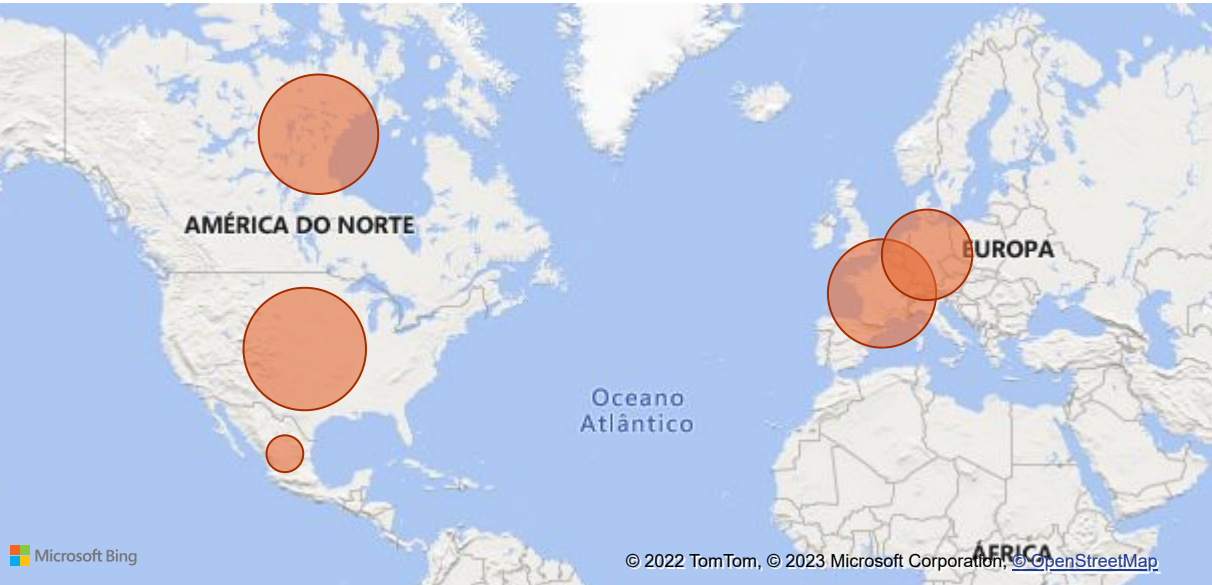 AMÉRICA DO NORTE
EUROPA
Oceano
Atlântico
ÁFRICA
Microsoft Bing
© 2022 TomTom, © 2023 Microsoft Corporation, © OpenStreetMap